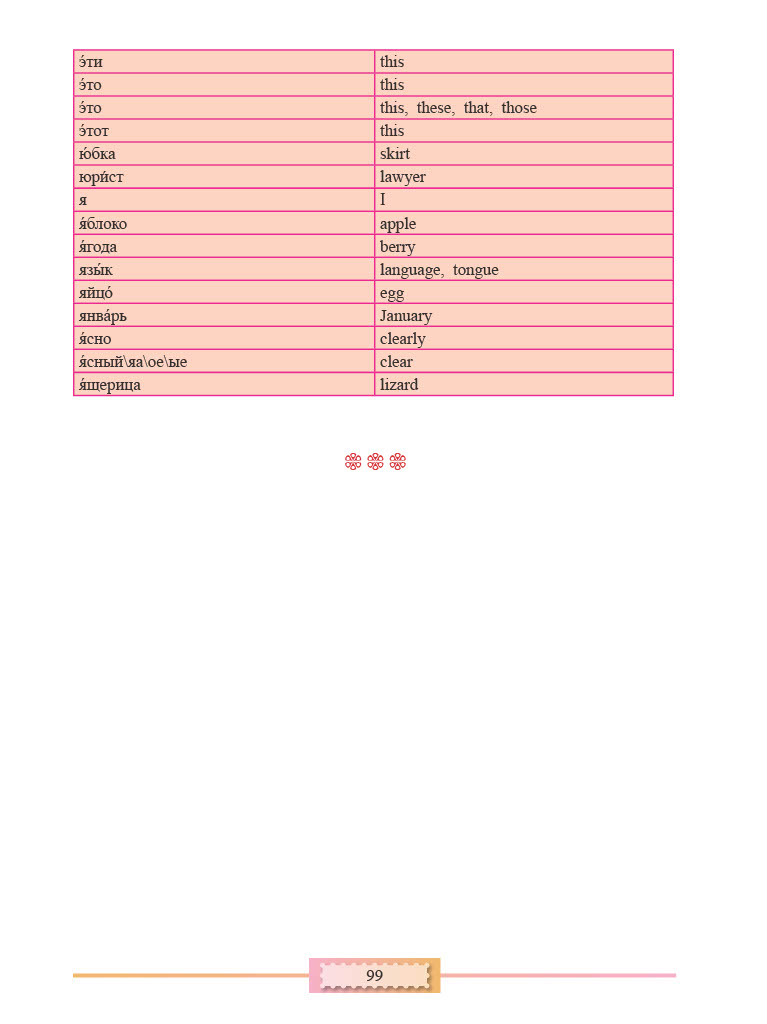 э́ти this
э́то this
э́то this, these, that, those
э́тот this
ю́бка skirt
юри́ст lawyer
я I
я́блоко apple
я́года berry
язы́к language, tongue
яйцо́ egg
янва́рь January
я́сно clearly
я́сный\яа\ое\ые clear
я́щерица lizard
99